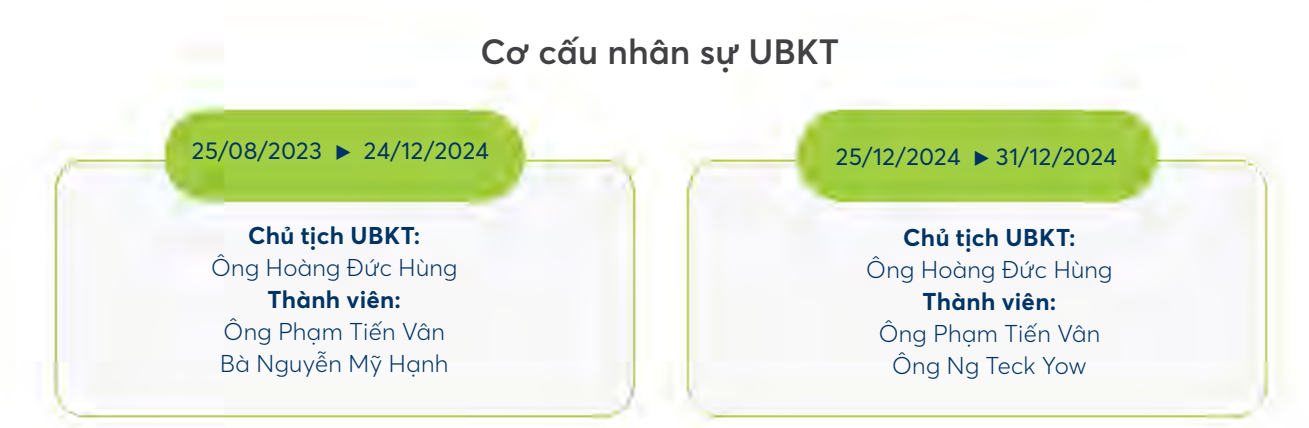 Cơ cấu nhân sự UBKT
25/08/2023 ▶ 24/12/2024
Chủ tịch UBKT:
Ông Hoàng Đức Hùng
Thành viên:
Ông Phạm Tiến Vân
Bà Nguyễn Mỹ Hạnh
25/12/2024 ▶ 31/12/2024
Chủ tịch UBKT:
Ông Hoàng Đức Hùng
Thành viên:
Ông Phạm Tiến Vân
Ông Ng Teck Yow